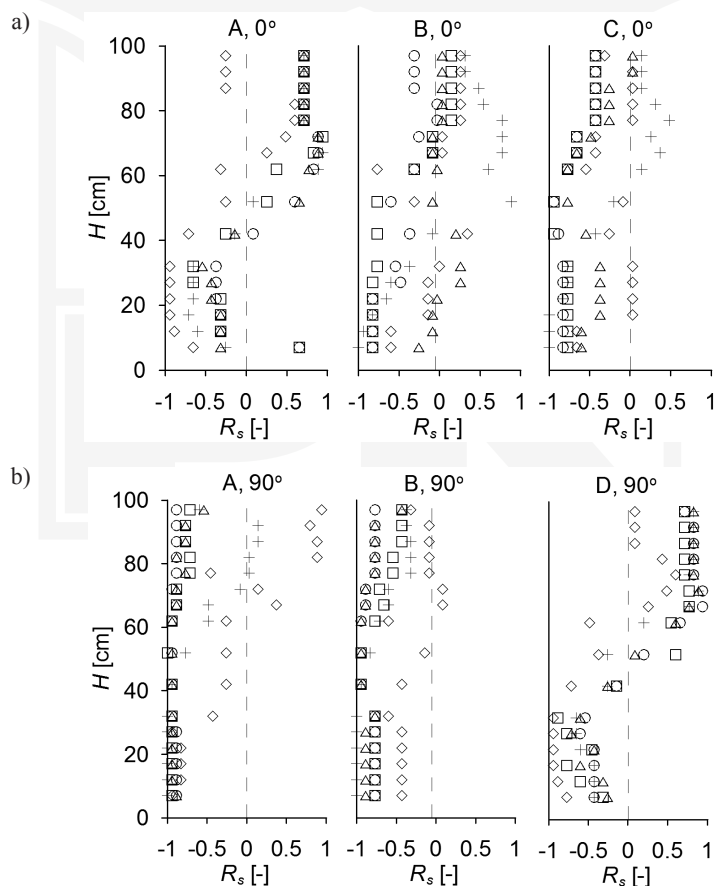 a)
A, 0° B, 0° C, 0°
100
80
60
40
20
0
H [cm]
-1 -0.5 0 0.5 1 -1 -0.5 0 0.5 1 -1 -0.5 0 0.5 1
Rs [-] Rs [-] Rs [-]
b)
A, 90° B, 90° D, 90°
100
80
60
40
20
0
H [cm]
-1 -0.5 0 0.5 1 -1 -0.5 0 0.5 1 -1 -0.5 0 0.5 1
Rs [-] Rs [-] Rs [-]